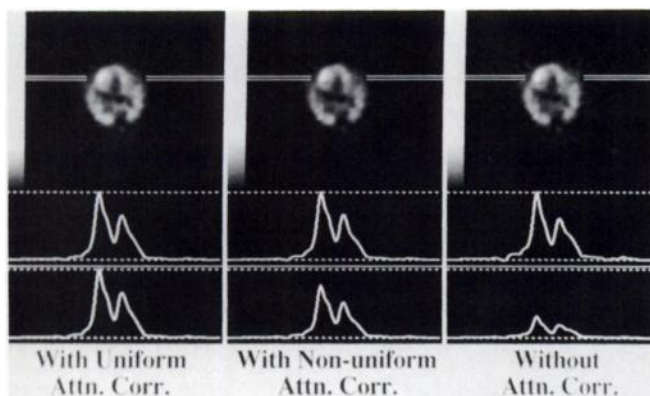 With Uniform
Attn. Corr.
With Non-uniform
Attn. Corr.
Without
Attn. Corr.